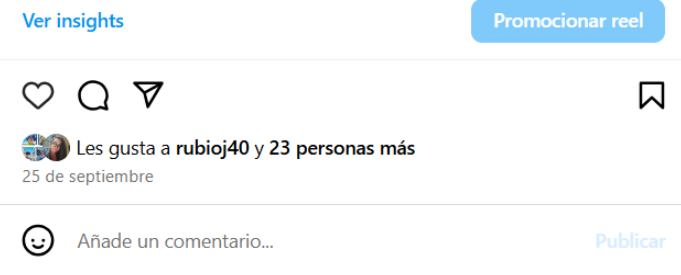 Ver insights
Promocionar reel
Les gusta a rubioj40 y 23 personas más
25 de septiembre
Añade un comentario...
Publicar